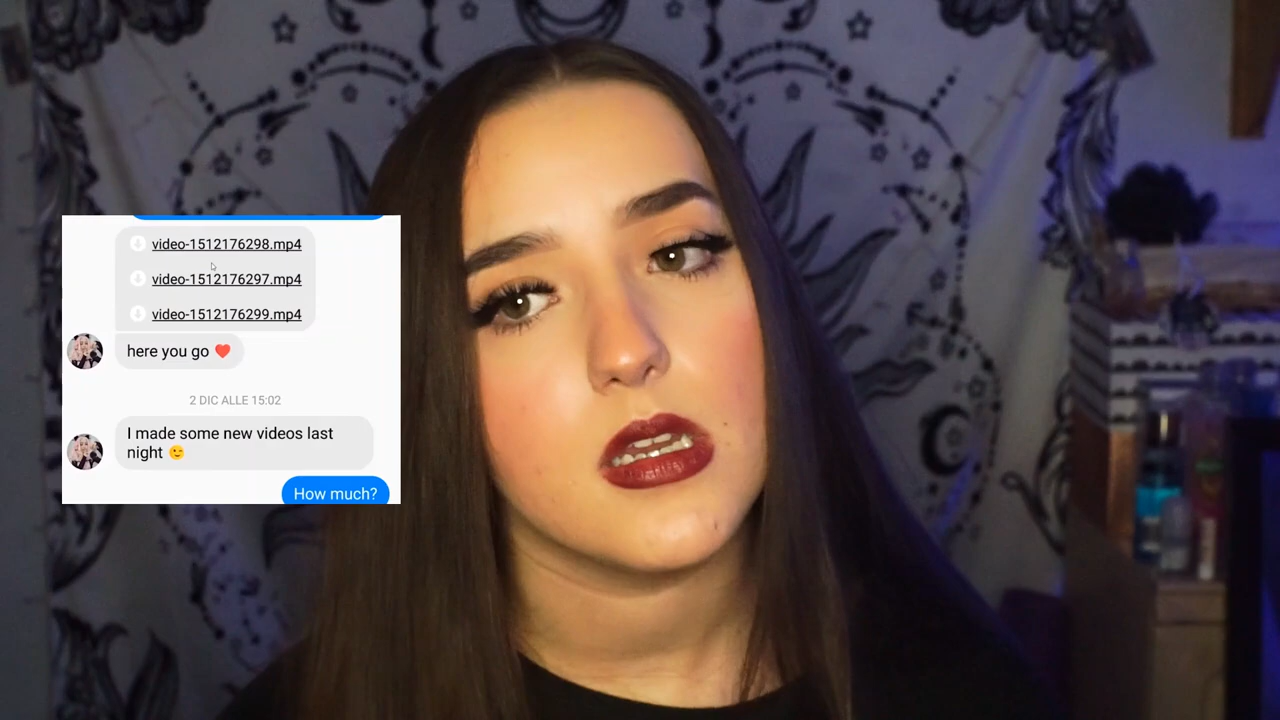 video-1512176298.mp4
video-1512176297.mp4
video-1512176299.mp4
here you go ❤️
2 DIC ALLE 15:02
I made some new videos last
night 😉
How much?